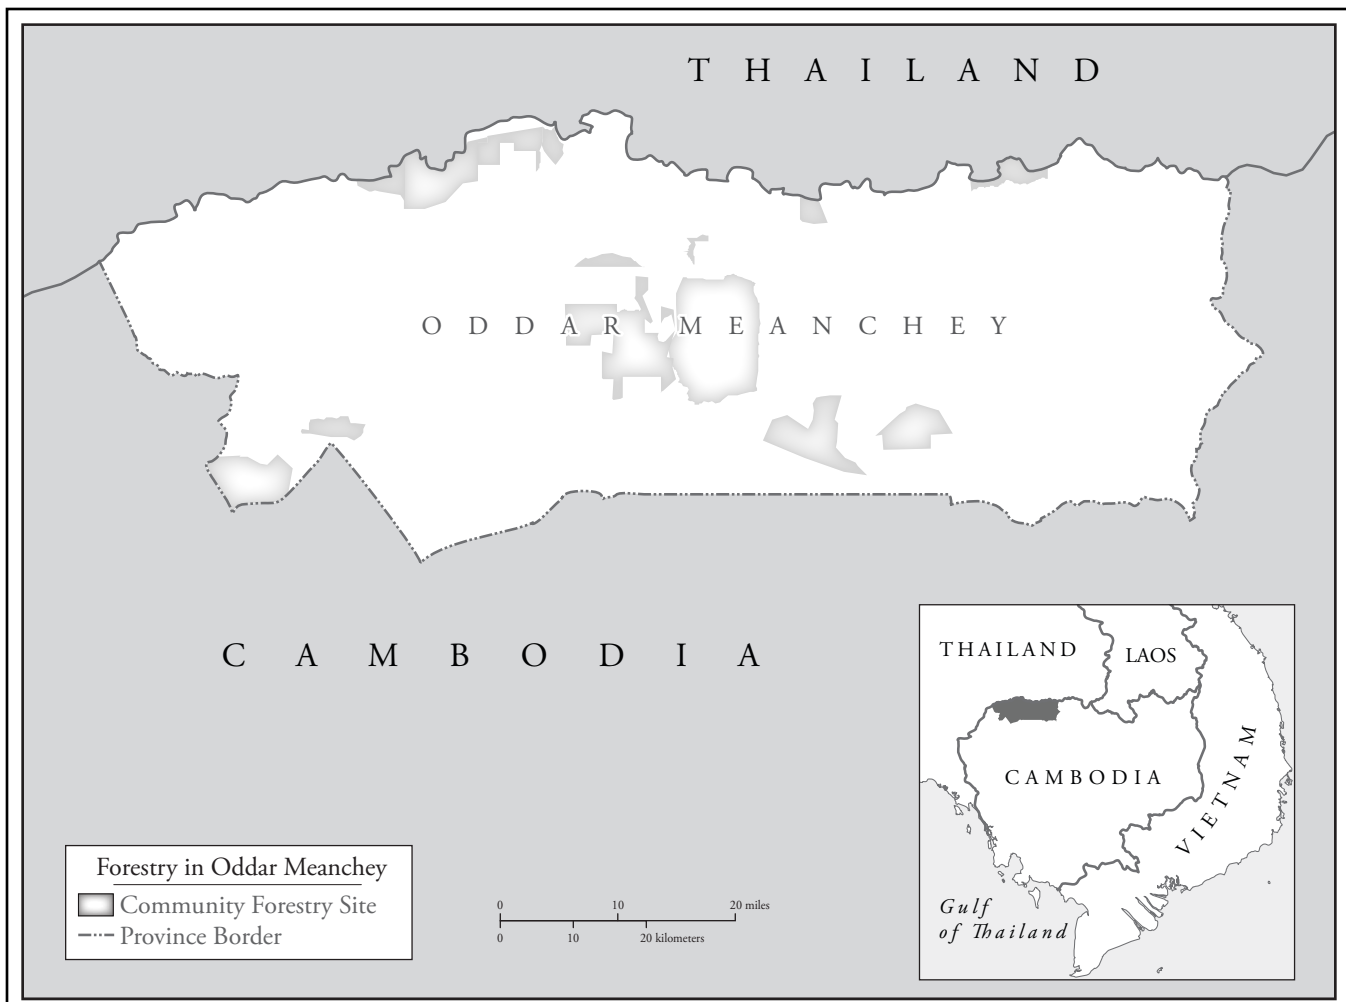 THAILAND
ODDAR MEANCHEY
CAMBODIA
THAILAND
LAOS
CAMBODIA
VIETNAM
Gulf
of Thailand
Forestry in Oddar Meanchey
Community Forestry Site
Province Border
0 10 20 miles
0 10 20 kilometers